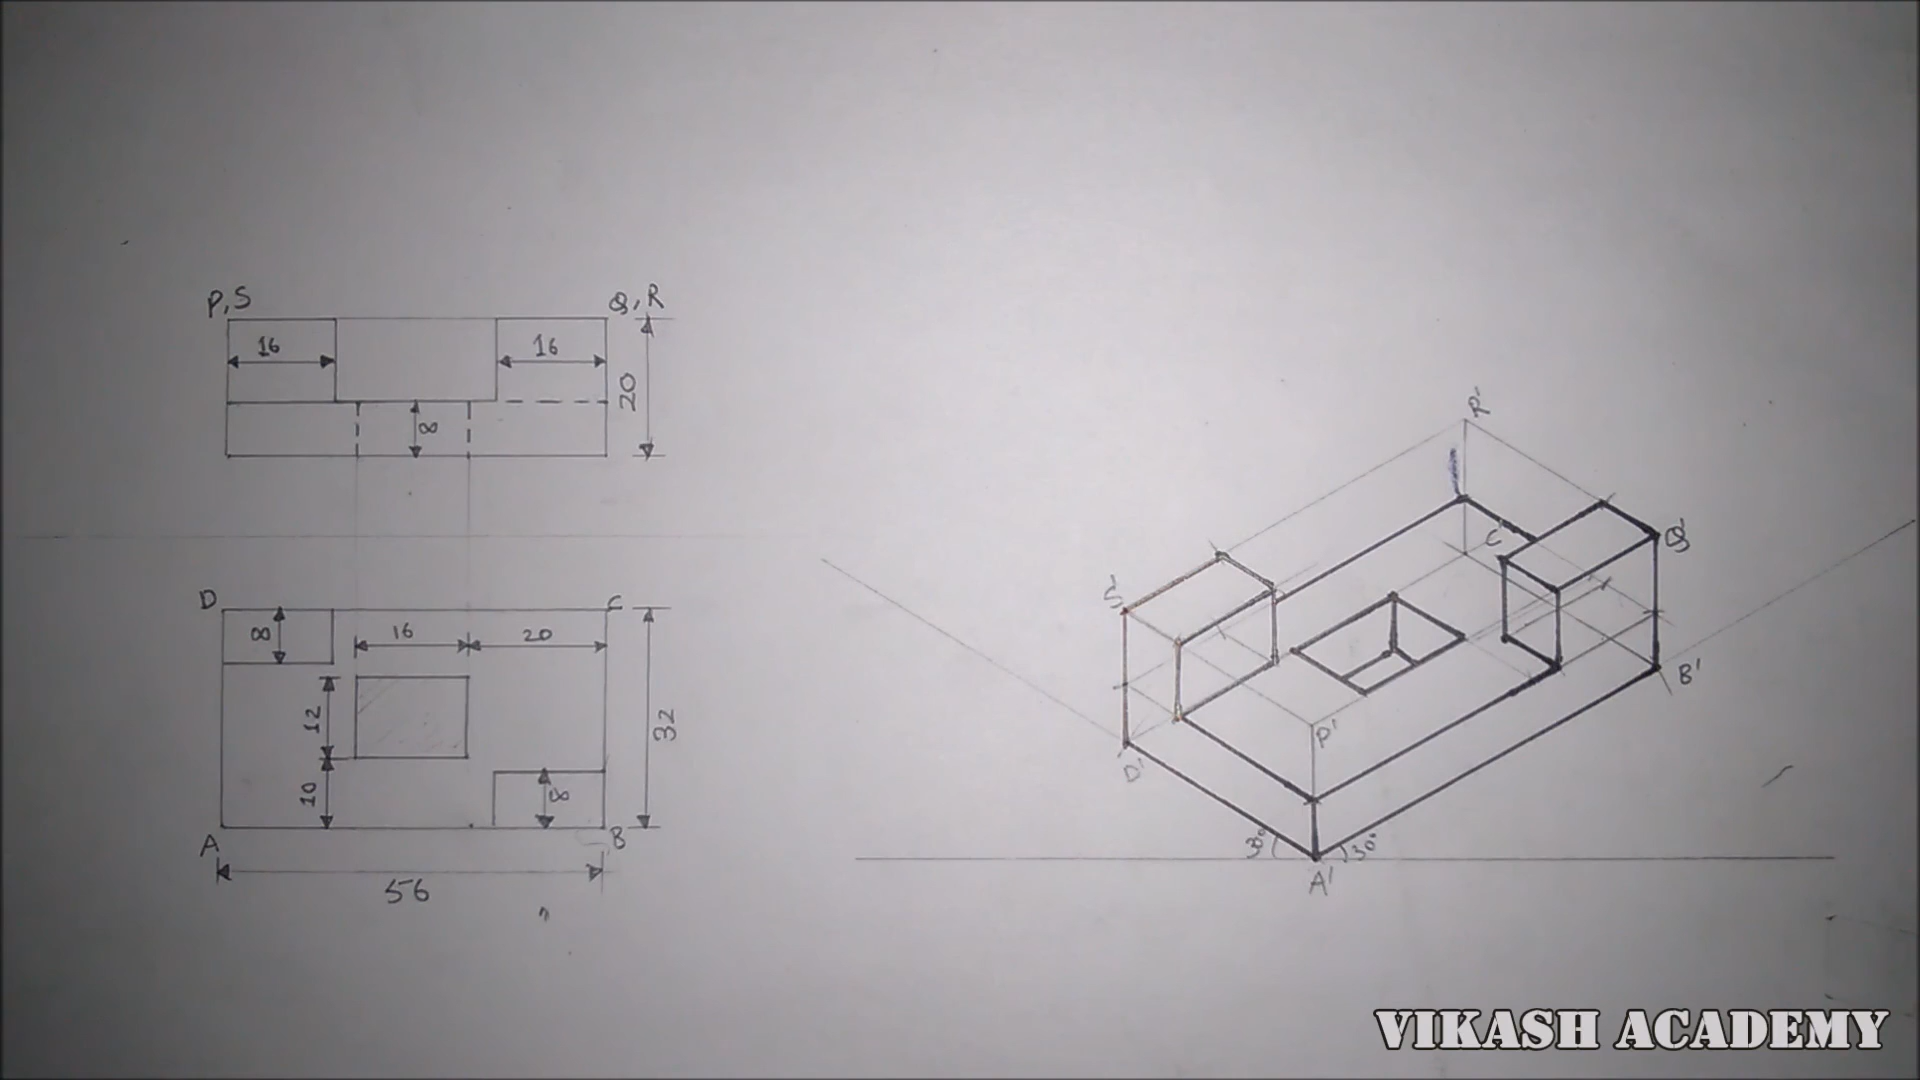 P,S
Q,R
16
16
20
8
D
C
8
16
20
12
32
10
8
A
B
56
R'
C'
Q'
S'
B'
P'
D'
30°
30°
A'
VIKASH ACADEMY